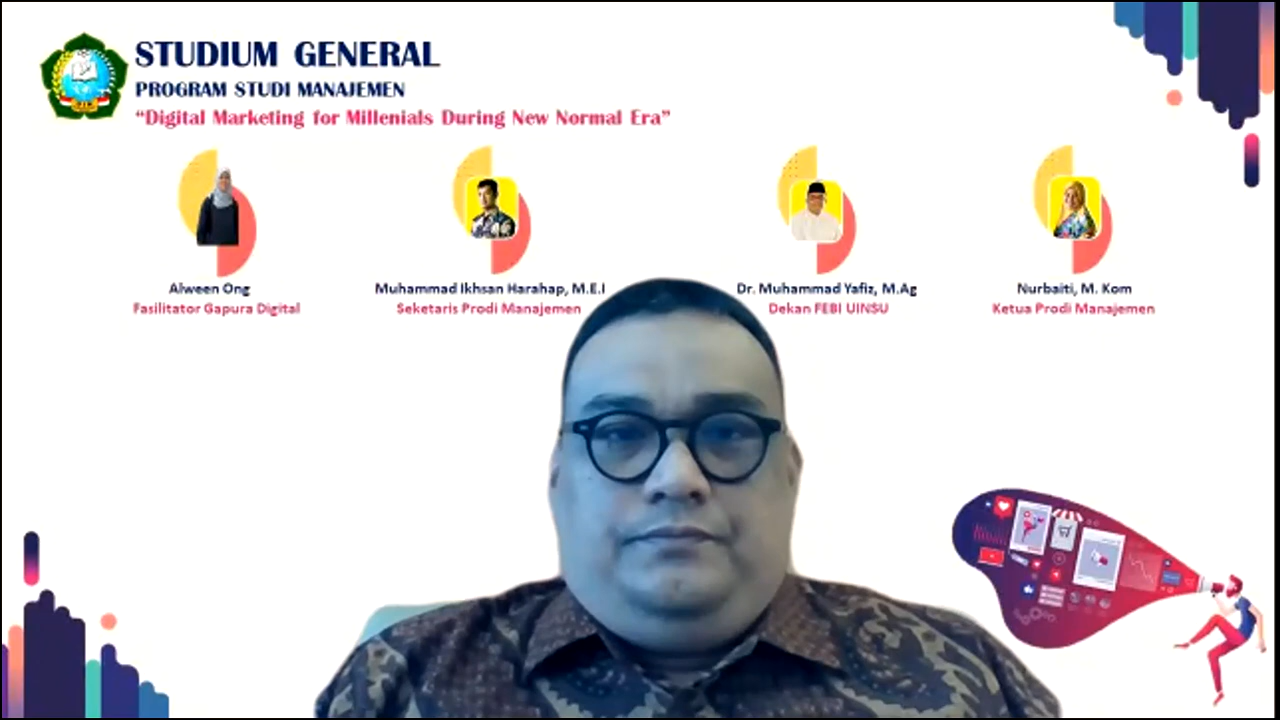 STUDIUM GENERAL
PROGRAM STUDI MANAJEMEN
“Digital Marketing for Millenials During New Normal Era”
Alween Ong
Fasilitator Gapura Digital
Muhammad Ikhsan Harahap, M.E.I
Seketaris Prodi Manajemen
Dr. Muhammad Yafiz, M.Ag
Dekan FEBI UINSU
Nurbaiti, M. Kom
Ketua Prodi Manajemen